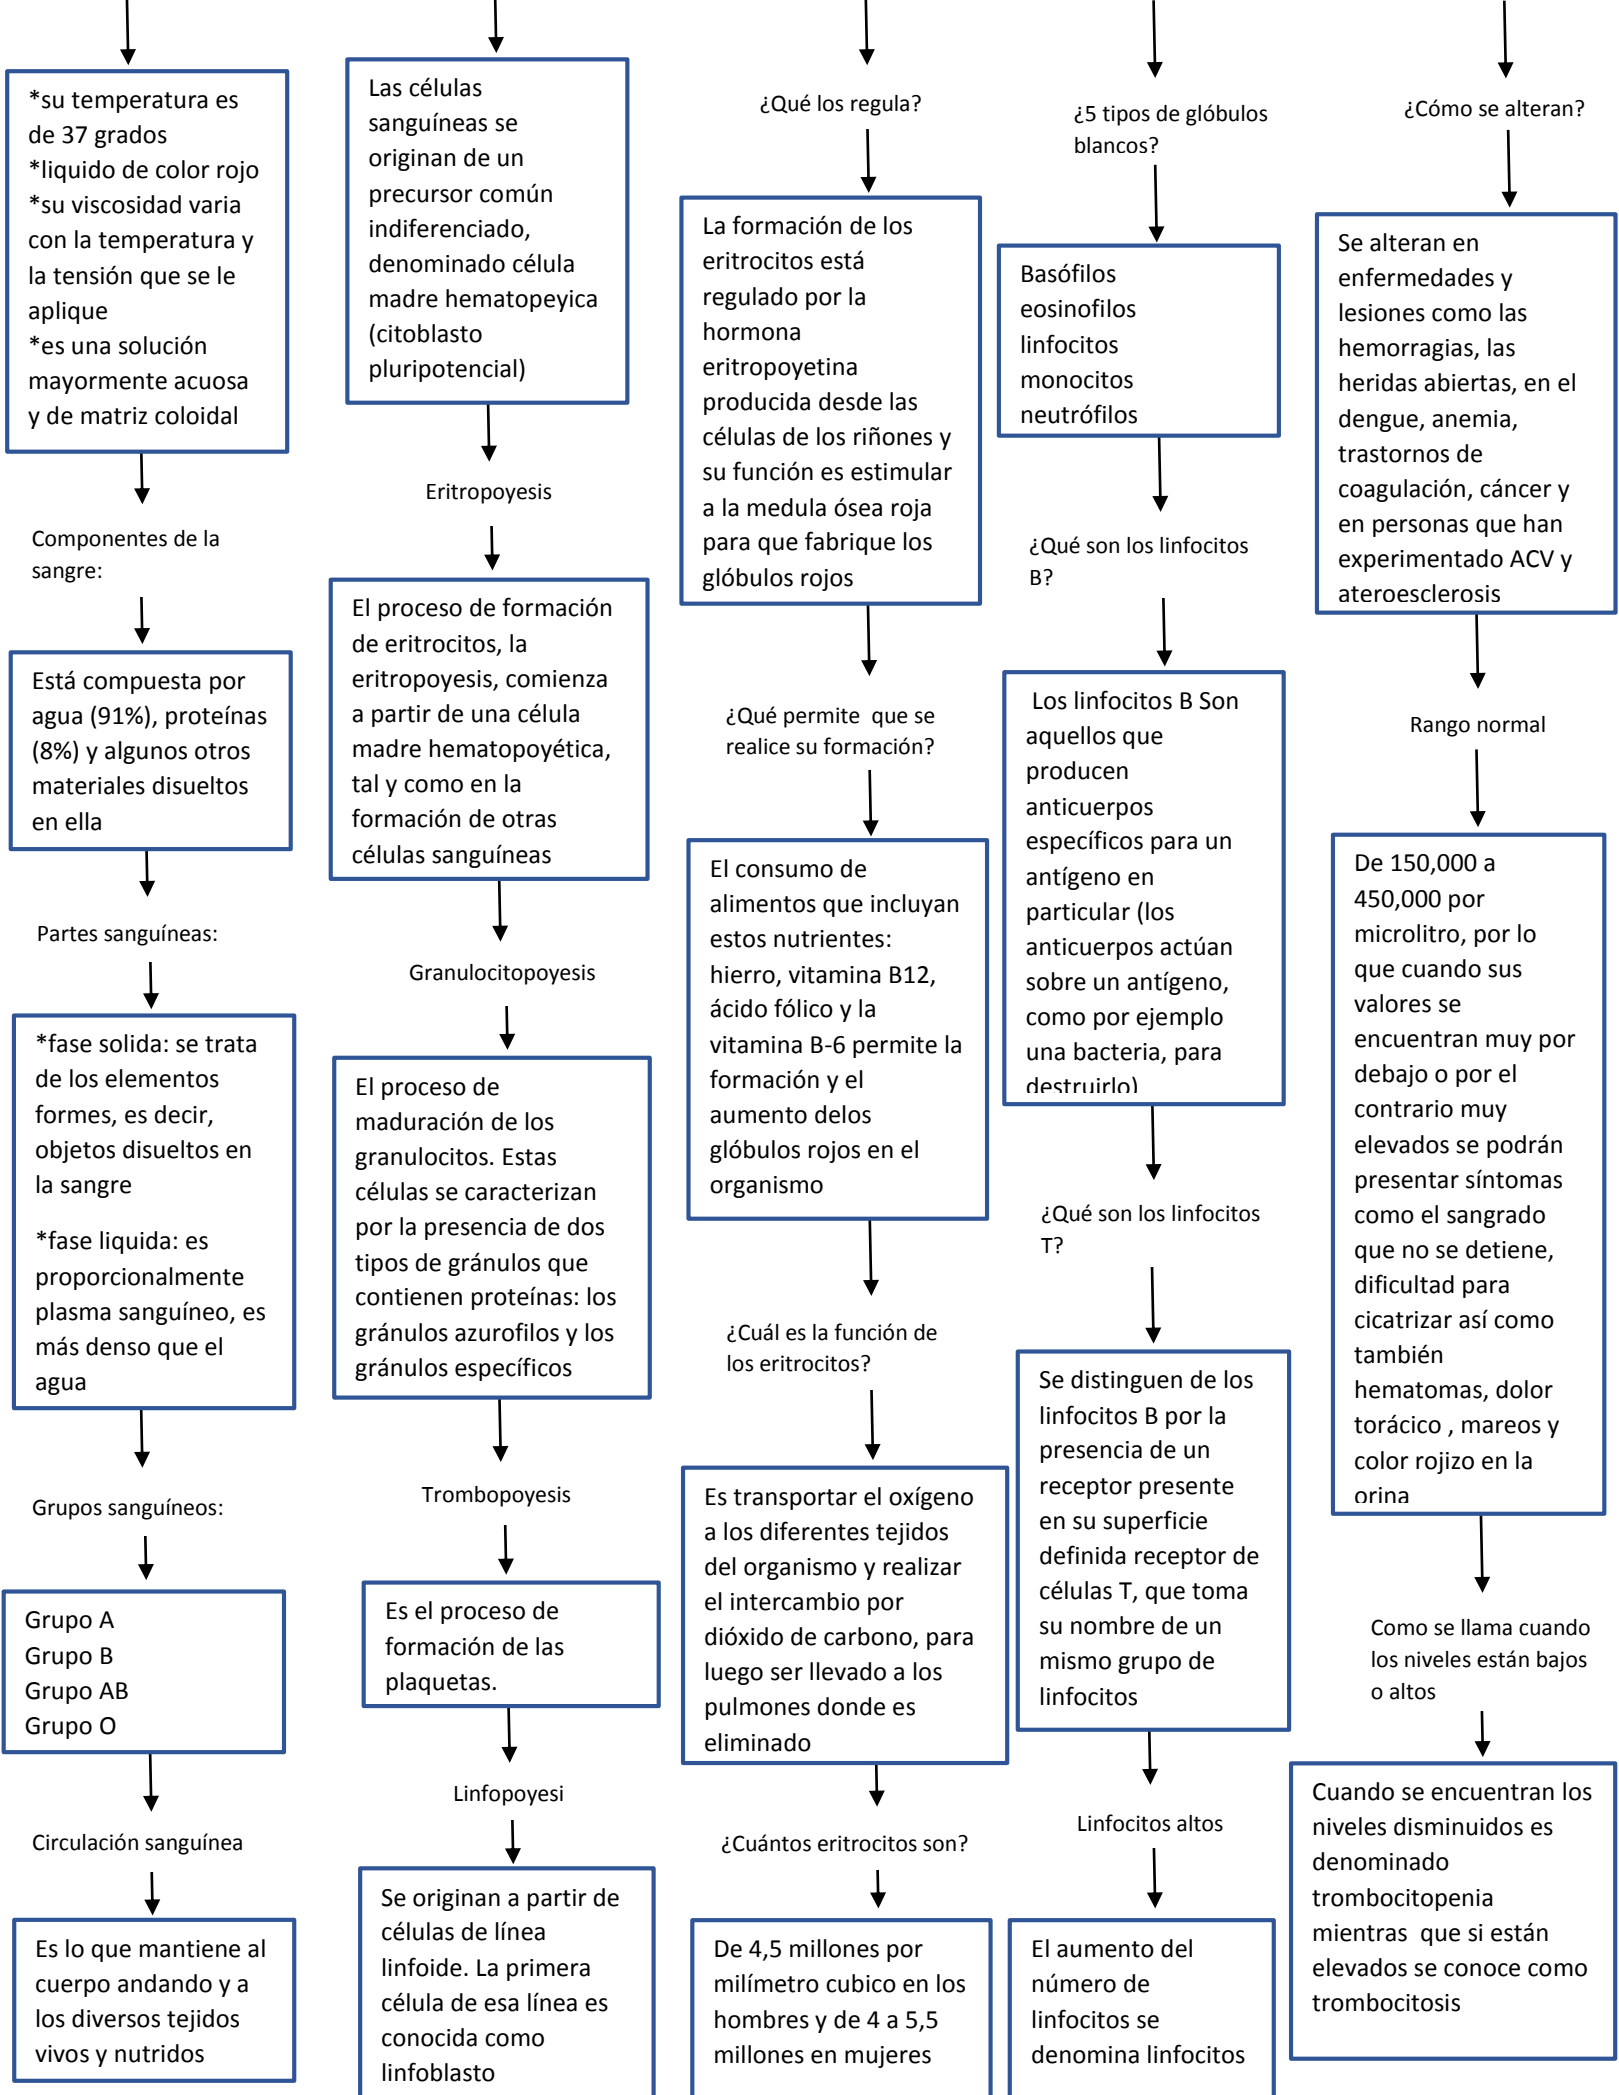 *su temperatura es
de 37 grados
*liquido de color rojo
*su viscosidad varia
con la temperatura y
la tensión que se le
aplique
*es una solución
mayormente acuosa
y de matriz coloidal
Componentes de la
sangre:
Está compuesta por
agua (91%), proteínas
(8%) y algunos otros
materiales disueltos
en ella
Partes sanguíneas:
*fase solida: se trata
de los elementos
formes, es decir,
objetos disueltos en
la sangre
*fase liquida: es
proporcionalmente
plasma sanguíneo, es
más denso que el
agua
Grupos sanguíneos:
Grupo A
Grupo B
Grupo AB
Grupo O
Circulación sanguínea
Es lo que mantiene al
cuerpo andando y a
los diversos tejidos
vivos y nutridos
Las células
sanguíneas se
originan de un
precursor común
indiferenciado,
denominado célula
madre hematopeyica
(citoblasto
pluripotencial)
Eritropoyesis
El proceso de formación
de eritrocitos, la
eritropoyesis, comienza
a partir de una célula
madre hematopoyética,
tal y como en la
formación de otras
células sanguíneas
Granulocitopoyesis
El proceso de
maduración de los
granulocitos. Estas
células se caracterizan
por la presencia de dos
tipos de gránulos que
contienen proteínas: los
gránulos azurofilos y los
gránulos específicos
Trombopoyesis
Es el proceso de
formación de las
plaquetas.
Linfopoyesi
Se originan a partir de
células de línea
linfoide. La primera
célula de esa línea es
conocida como
linfoblasto
¿Qué los regula?
La formación de los
eritrocitos está
regulado por la
hormona
eritropoyetina
producida desde las
células de los riñones y
su función es estimular
a la medula ósea roja
para que fabrique los
glóbulos rojos
¿Qué permite  que se
realice su formación?
El consumo de
alimentos que incluyan
estos nutrientes:
hierro, vitamina B12,
ácido fólico y la
vitamina B-6 permite la
formación y el
aumento delos
glóbulos rojos en el
organismo
¿Cuál es la función de
los eritrocitos?
Es transportar el oxígeno
a los diferentes tejidos
del organismo y realizar
el intercambio por
dióxido de carbono, para
luego ser llevado a los
pulmones donde es
eliminado
¿Cuántos eritrocitos son?
De 4,5 millones por
milímetro cubico en los
hombres y de 4 a 5,5
millones en mujeres
¿5 tipos de glóbulos
blancos?
Basófilos
eosinofilos
linfocitos
monocitos
neutrófilos
¿Qué son los linfocitos
B?
Los linfocitos B Son
aquellos que
producen
anticuerpos
específicos para un
antígeno en
particular (los
anticuerpos actúan
sobre un antígeno,
como por ejemplo
una bacteria, para
destruirlo)
¿Qué son los linfocitos
T?
Se distinguen de los
linfocitos B por la
presencia de un
receptor presente
en su superficie
definida receptor de
células T, que toma
su nombre de un
mismo grupo de
linfocitos
Linfocitos altos
El aumento del
número de
linfocitos se
denomina linfocitos
¿Cómo se alteran?
Se alteran en
enfermedades y
lesiones como las
hemorragias, las
heridas abiertas, en el
dengue, anemia,
trastornos de
coagulación, cáncer y
en personas que han
experimentado ACV y
ateroesclerosis
Rango normal
De 150,000 a
450,000 por
microlitro, por lo
que cuando sus
valores se
encuentran muy por
debajo o por el
contrario muy
elevados se podrán
presentar síntomas
como el sangrado
que no se detiene,
dificultad para
cicatrizar así como
también
hematomas, dolor
torácico , mareos y
color rojizo en la
orina
Como se llama cuando
los niveles están bajos
o altos
Cuando se encuentran los
niveles disminuidos es
denominado
trombocitopenia
mientras  que si están
elevados se conoce como
trombocitosis